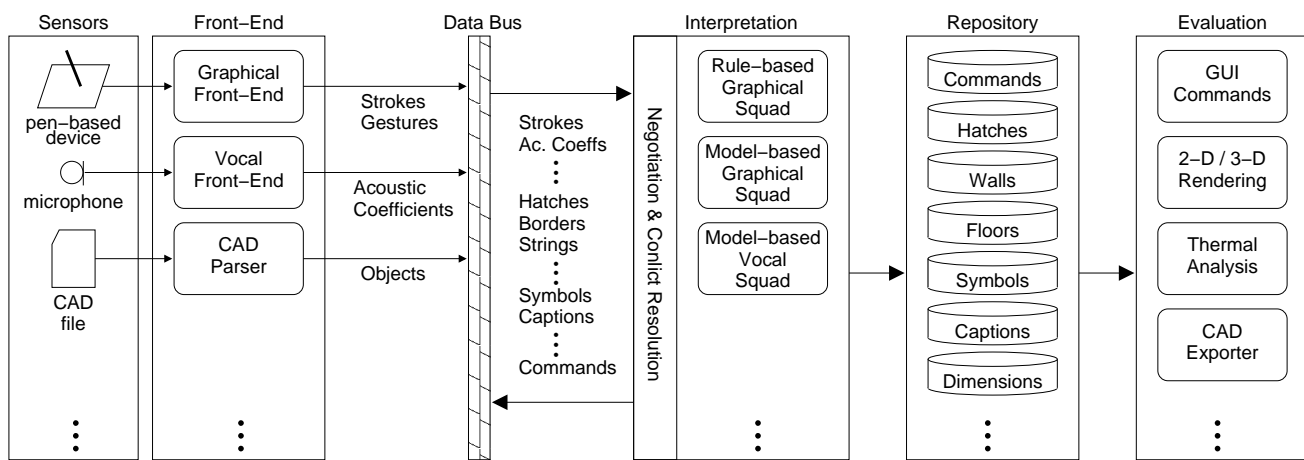 Sensors
Front–End
Data Bus
Interpretation
Repository
Evaluation
pen–based
device
microphone
CAD
file
Graphical
Front–End
Vocal
Front–End
CAD
Parser
Strokes
Gestures
Acoustic
Coefficients
Objects
Strokes
Ac. Coeffs
Hatches
Borders
Strings
Symbols
Captions
Commands
Negotiation & Conlict Resolution
Rule–based
Graphical
Squad
Model–based
Graphical
Squad
Model–based
Vocal
Squad
Commands
Hatches
Walls
Floors
Symbols
Captions
Dimensions
GUI
Commands
2–D / 3–D
Rendering
Thermal
Analysis
CAD
Exporter